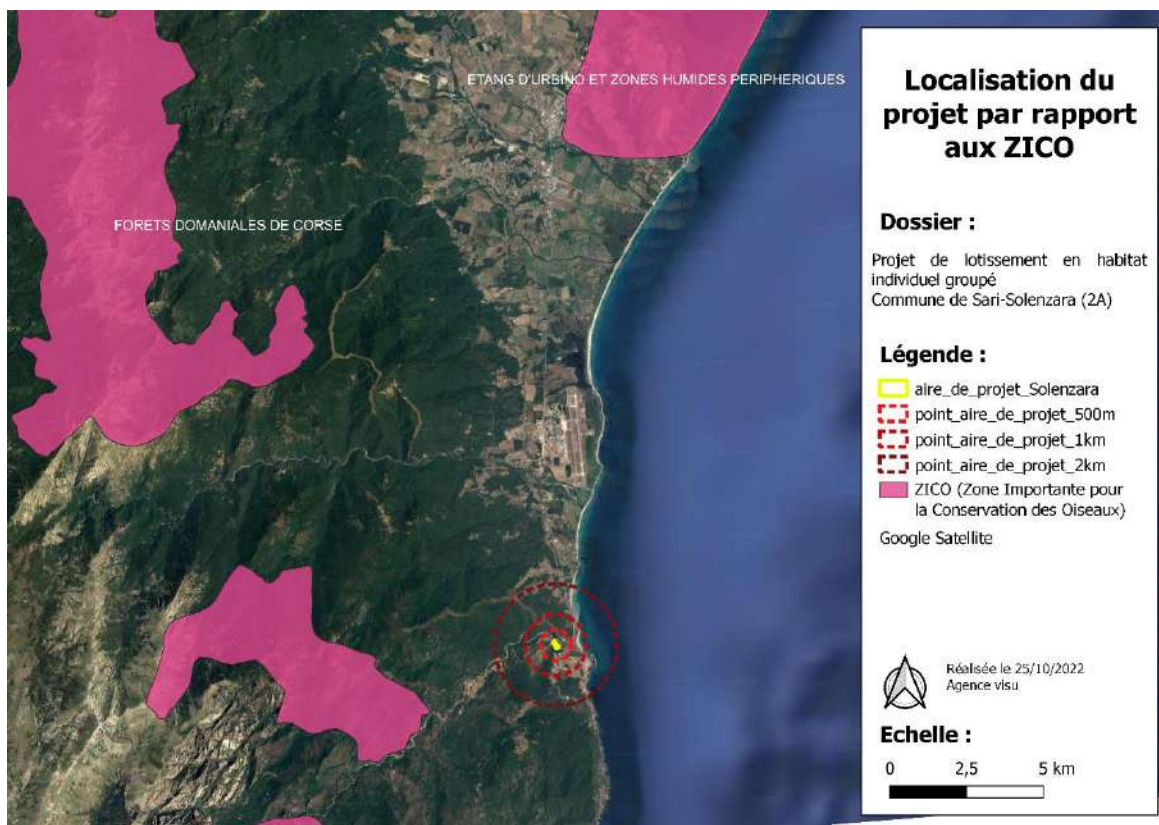 ETANG D'URBINO ET ZONES HUMIDES PERIPHERIQUES
FORETS DOMANIALES DE CORSE
Localisation du
projet par rapport
aux ZICO
Dossier :
Projet de lotissement en habitat
individuel groupé
Commune de Sari-Solenzara (2A)
Légende :
aire_de_projet_Solenzara
point_aire_de_projet_500m
point_aire_de_projet_1km
point_aire_de_projet_2km
ZICO (Zone Importante pour
la Conservation des Oiseaux)
Google Satellite
Réalisée le 25/10/2022
Agence visu
Echelle :
0 2,5 5 km